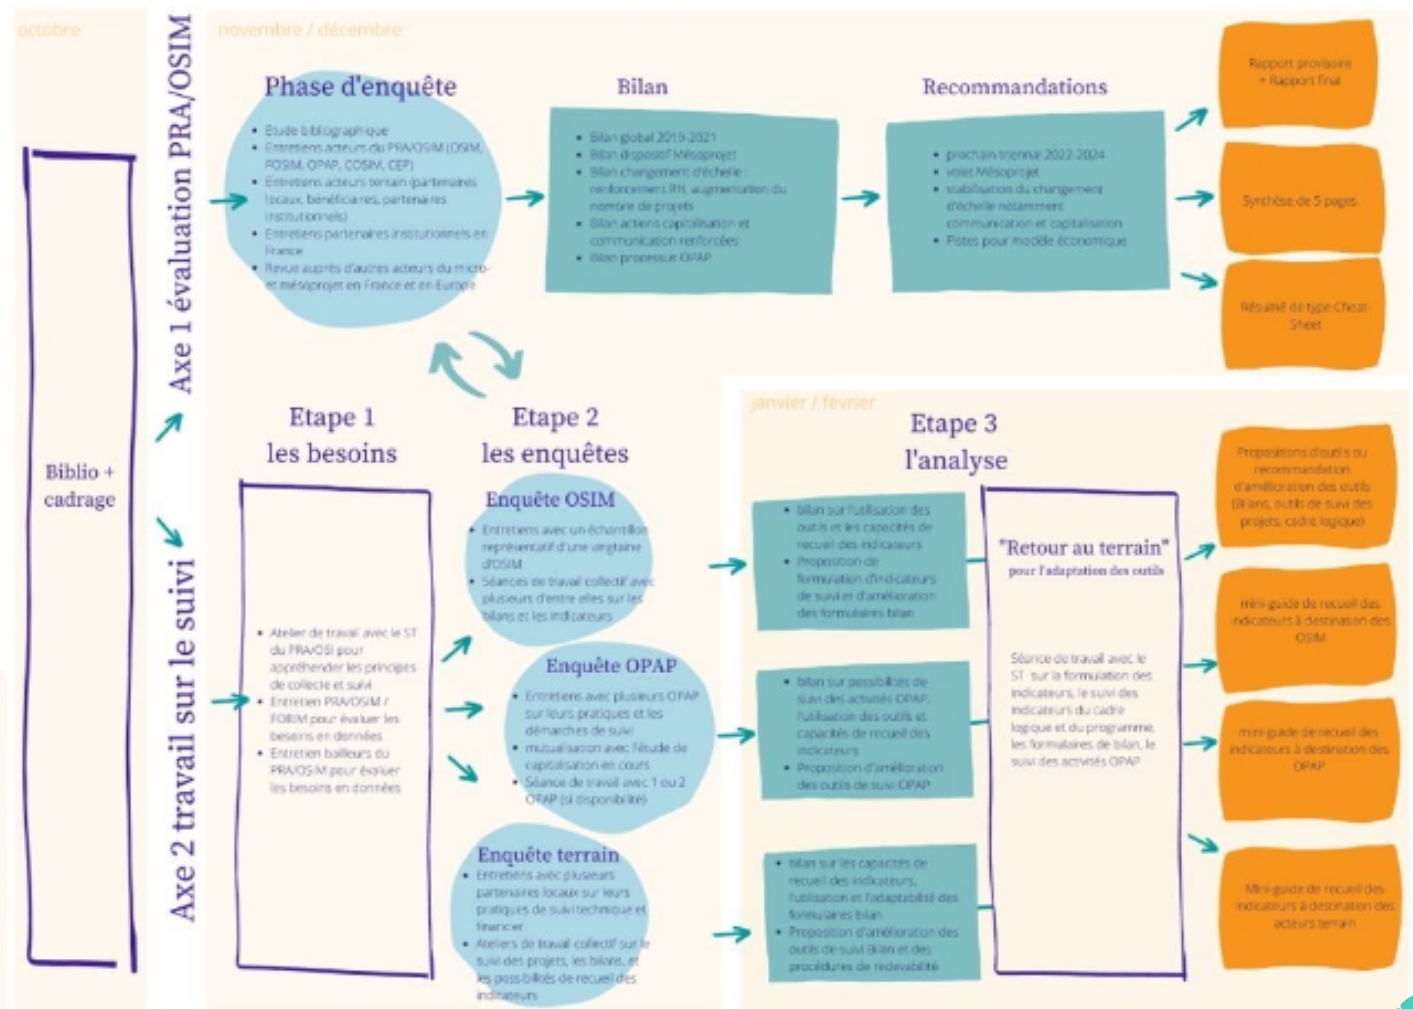 octobre
Biblio +
cadrage
Axe 1 évaluation PRA/OSIM
novembre / décembre
Phase d'enquête
Etude bibliographique
Entretiens acteurs du PRA/OSIM (OSIM,
FOSIM, OPAP, COSIM, CEP)
Entretiens acteurs terrain (partenaires
locaux, bénéficiaires, partenaires
institutionnels)
Entretiens partenaires institutionnels en
France
Revue auprès d'autres acteurs du micro-
et mésoprojet en France et en Europe
Bilan
Bilan global 2019-2021
Bilan dispositif Mésoprojet
Bilan changement d'échelle :
renforcement RH, augmentation du
nombre de projets
Bilan actions capitalisation et
communication renforcées
Bilan processus OPAP
Recommandations
prochain triennal 2022-2024
volet Mésoprojet
stabilisation du changement
d'échelle notamment
communication et capitalisation
Pistes pour modèle économique
Rapport provisoire
+ Rapport final
Synthèse de 5 pages
Résumé de type Cheat-
Sheet
Axe 2 travail sur le suivi
Etape 1
les besoins
Atelier de travail avec le ST
du PRA/OSI pour
appréhender les principes
de collecte et suivi
Entretien PRA/OSIM /
FORIM pour évaluer les
besoins en données
Entretien bailleurs du
PRA/OSIM pour évaluer
les besoins en données
Etape 2
les enquêtes
Enquête OSIM
Entretiens avec un échantillon
représentatif d'une vingtaine
d'OSIM
Séances de travail collectif avec
plusieurs d'entre elles sur les
bilans et les indicateurs
Enquête OPAP
Entretiens avec plusieurs OPAP
sur leurs pratiques et les
démarches de suivi
mutualisation avec l'étude de
capitalisation en cours
Séance de travail avec 1 ou 2
OPAP (si disponibilité)
Enquête terrain
Entretiens avec plusieurs
partenaires locaux sur leurs
pratiques de suivi technique et
financier
Ateliers de travail collectif sur le
suivi des projets, les bilans, et
les possibilités de recueil des
indicateurs
janvier / février
Etape 3
l'analyse
bilan sur l'utilisation des
outils et les capacités de
recueil des indicateurs
Proposition de
formulation d'indicateurs
de suivi et d'amélioration
des formulaires bilan
bilan sur possibilités de
suivi des activités OPAP,
l'utilisation des outils et
capacités de recueil des
indicateurs
Proposition d'amélioration
des outils de suivi OPAP
bilan sur les capacités de
recueil des indicateurs,
l'utilisation et l'adaptabilité des
formulaires bilan
Proposition d'amélioration des
outils de suivi Bilan et des
procédures de redevabilité
"Retour au terrain"
pour l'adaptation des outils
Séance de travail avec le
ST sur la formulation des
indicateurs, le suivi des
indicateurs du cadre
logique et du programme,
les formulaires de bilan, le
suivi des activités OPAP
Propositions d'outils ou
recommandation
d'amélioration des outils
(Bilans, outils de suivi des
projets, cadre logique)
mini-guide de recueil des
indicateurs à destination des
OSIM
mini-guide de recueil des
indicateurs à destination des
OPAP
Mini-guide de recueil des
indicateurs à destination des
acteurs terrain